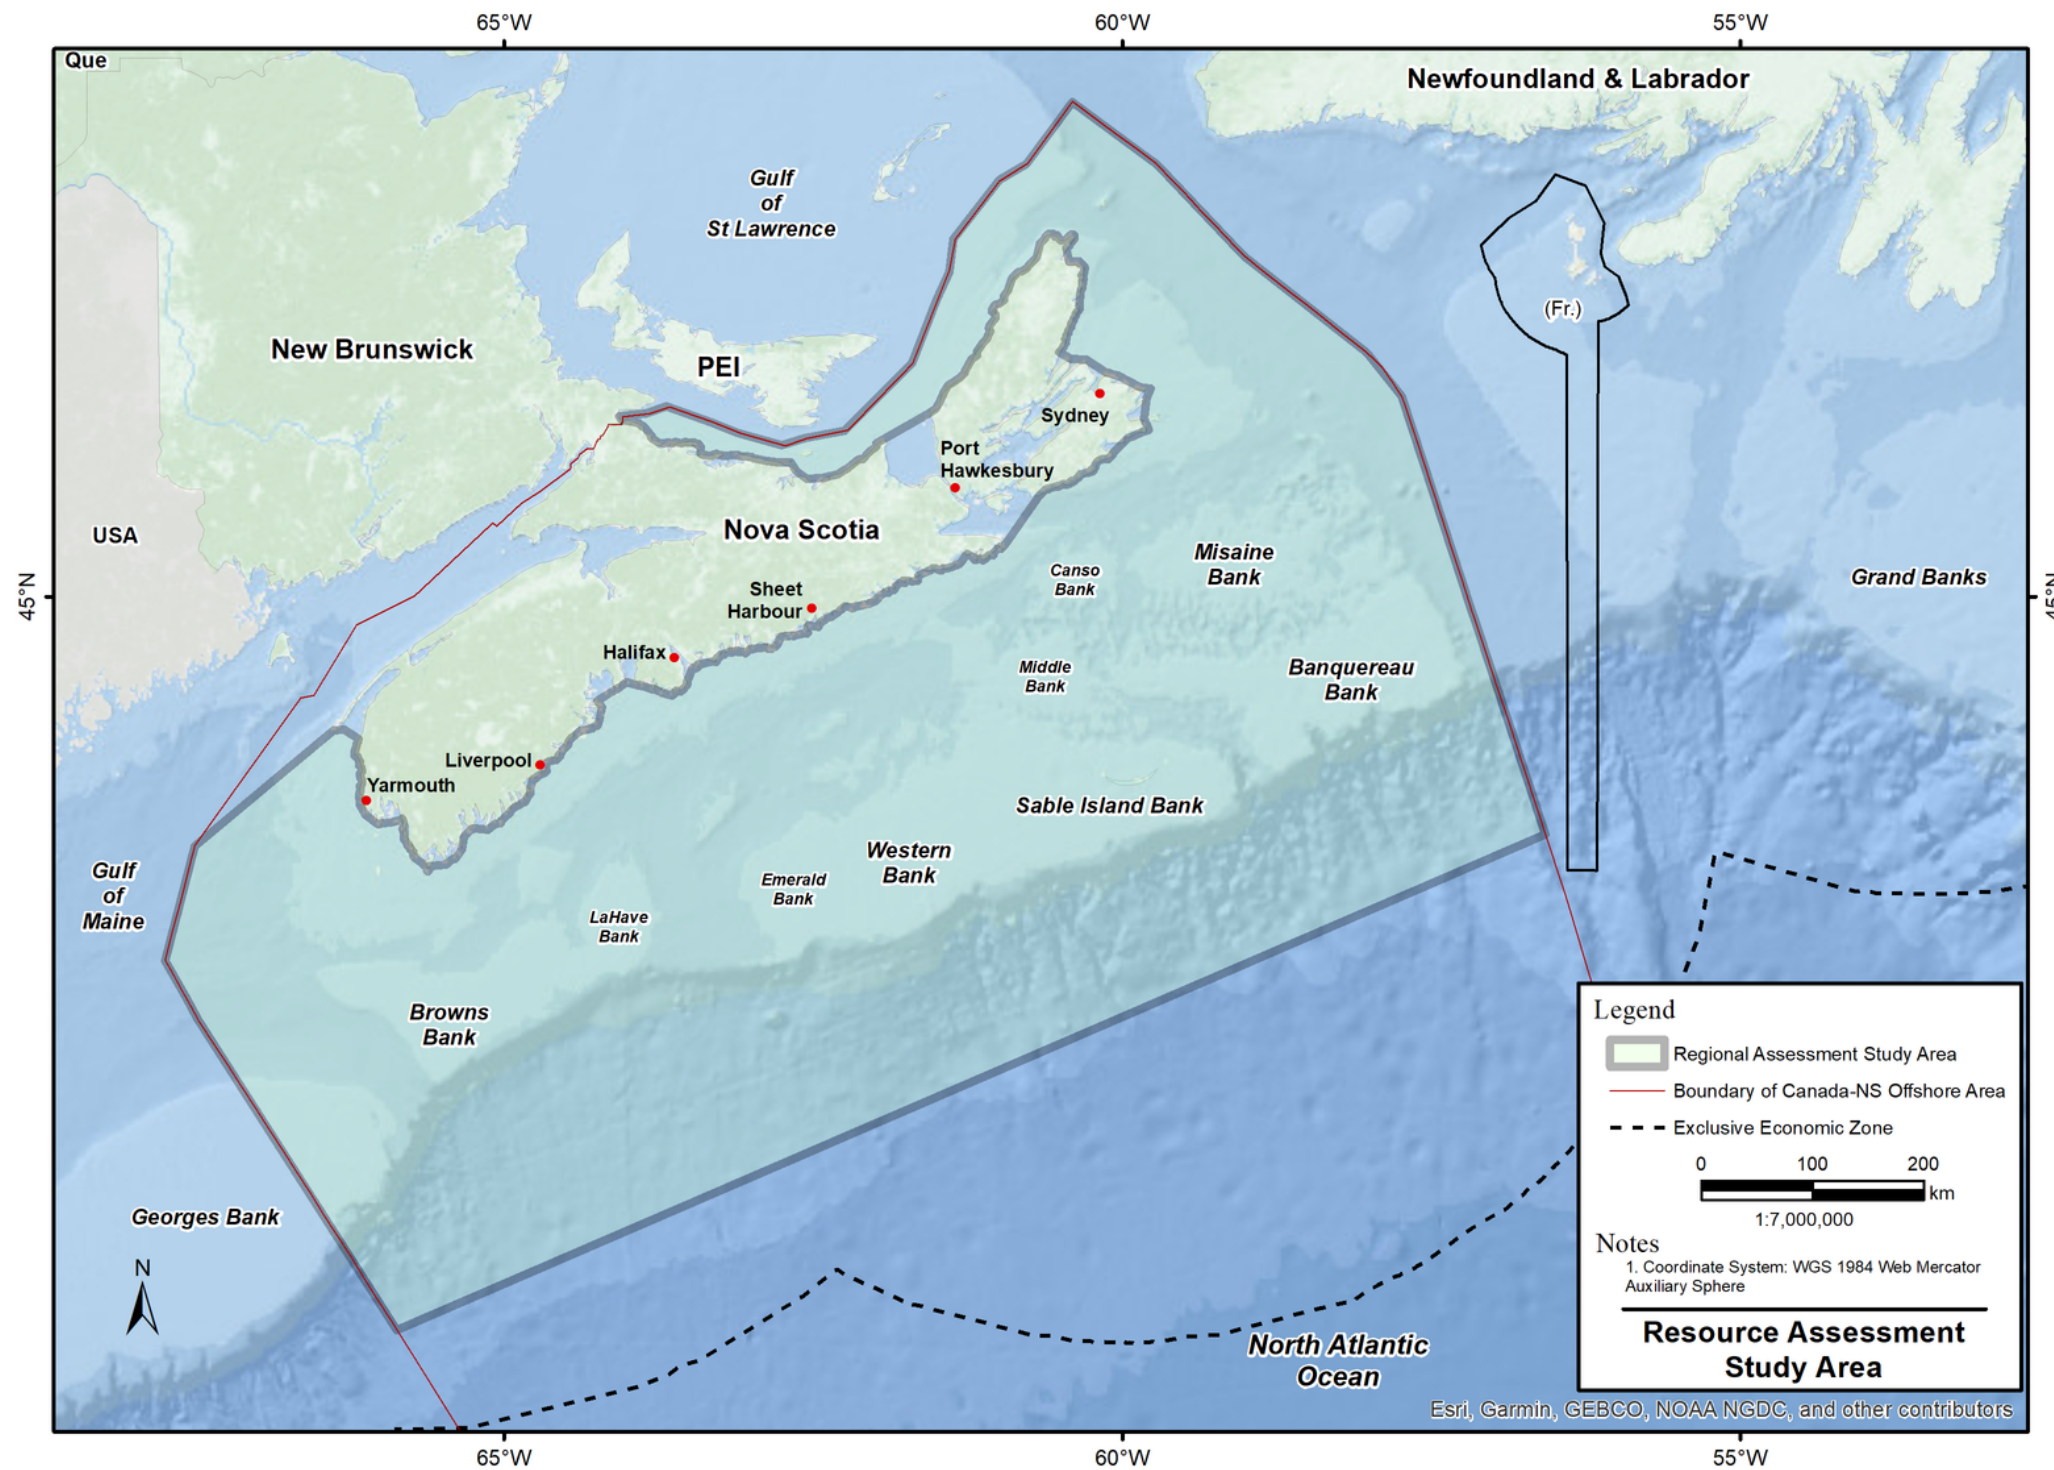 65°W
60°W
55°W
Que
Newfoundland & Labrador
Gulf
of
St Lawrence
(Fr.)
New Brunswick
PEI
Sydney
Port
Hawkesbury
USA
Nova Scotia
Misaine
Bank
Canso
Bank
Grand Banks
45°N
45°N
Sheet
Harbour
Halifax
Middle
Bank
Banquereau
Bank
Liverpool
Yarmouth
Sable Island Bank
Western
Bank
Emerald
Bank
Gulf
of
Maine
LaHave
Bank
Browns
Bank
Georges Bank
N
North Atlantic
Ocean
Legend
Regional Assessment Study Area
Boundary of Canada-NS Offshore Area
Exclusive Economic Zone
0 100 200
km
1:7,000,000
Notes
1. Coordinate System: WGS 1984 Web Mercator
Auxiliary Sphere
Resource Assessment
Study Area
Esri, Garmin, GEBCO, NOAA NGDC, and other contributors
65°W
60°W
55°W